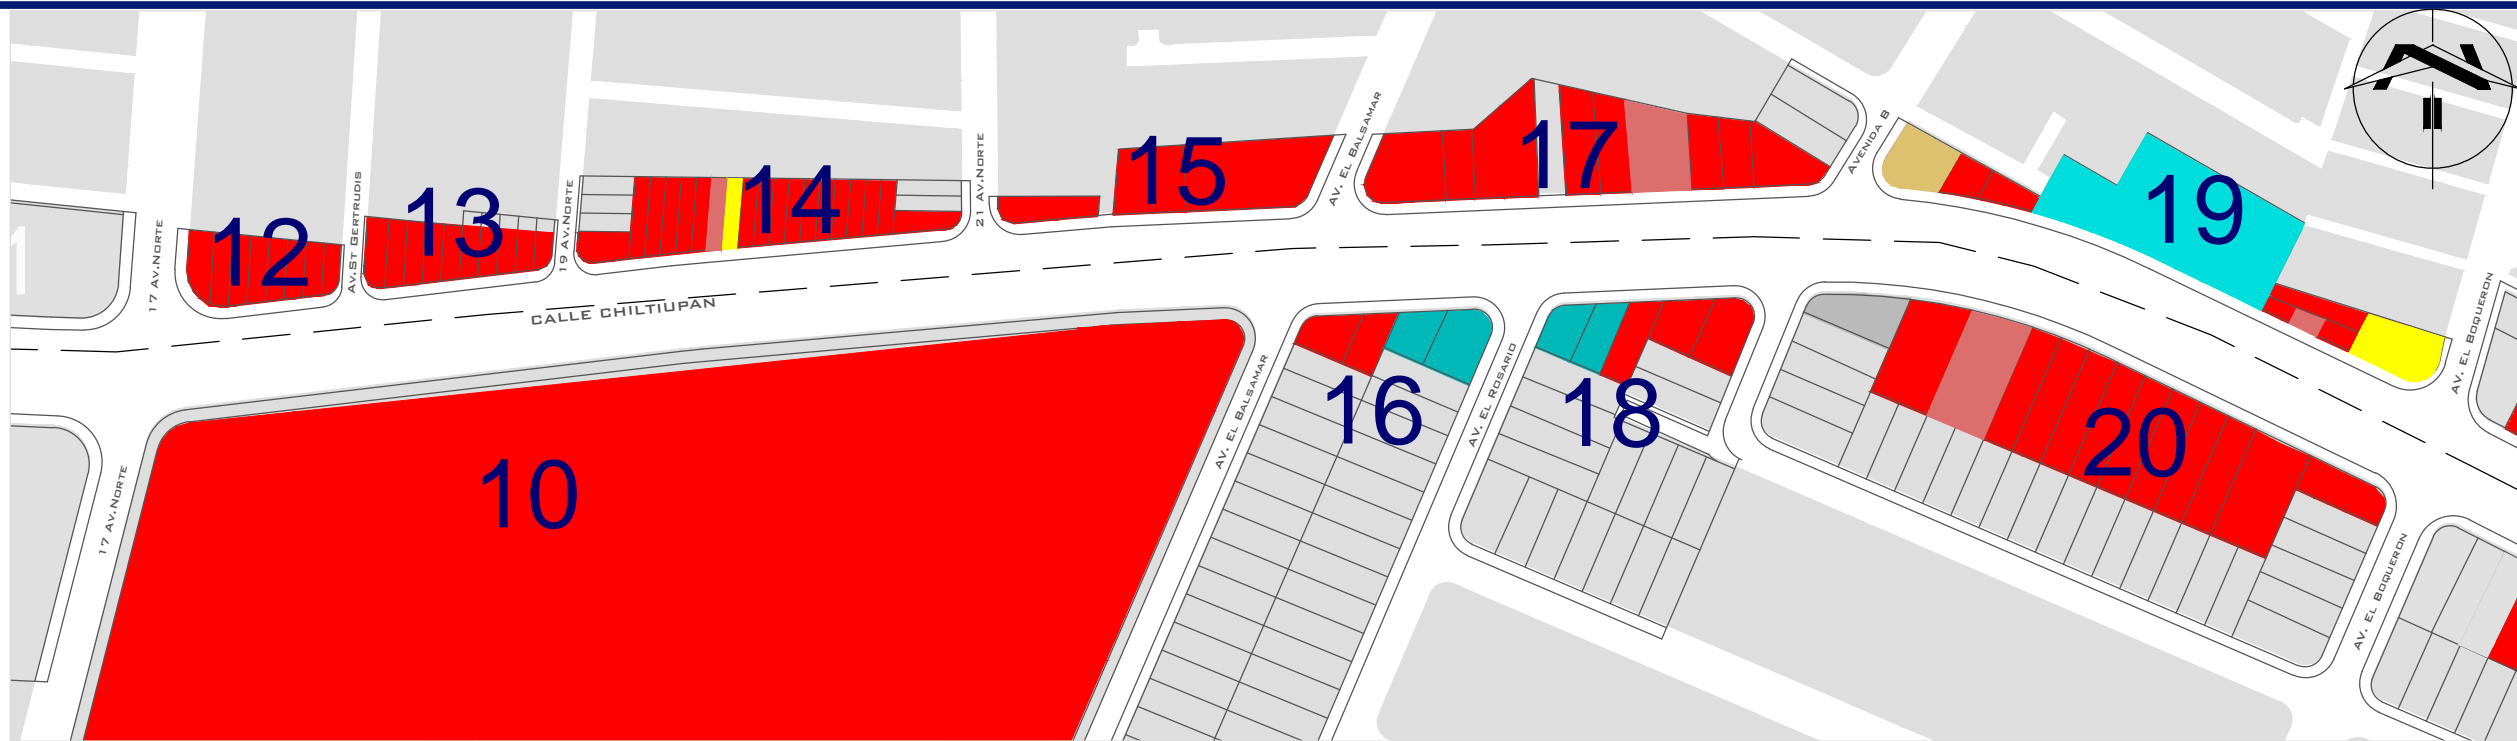 1
12
13
14
15
17
19
17 AV.NORTE
AV.ST GERTRUDIS
19 AV.NORTE
21 AV.NORTE
AV. EL BALSAMAR
AVENIDA B
AV. EL BOQUERON
CALLE CHILTIUPAN
10
16
18
20
17 AV.NORTE
AV. EL BALSAMAR
AV. EL ROSARIO
AV. EL BOQUERON